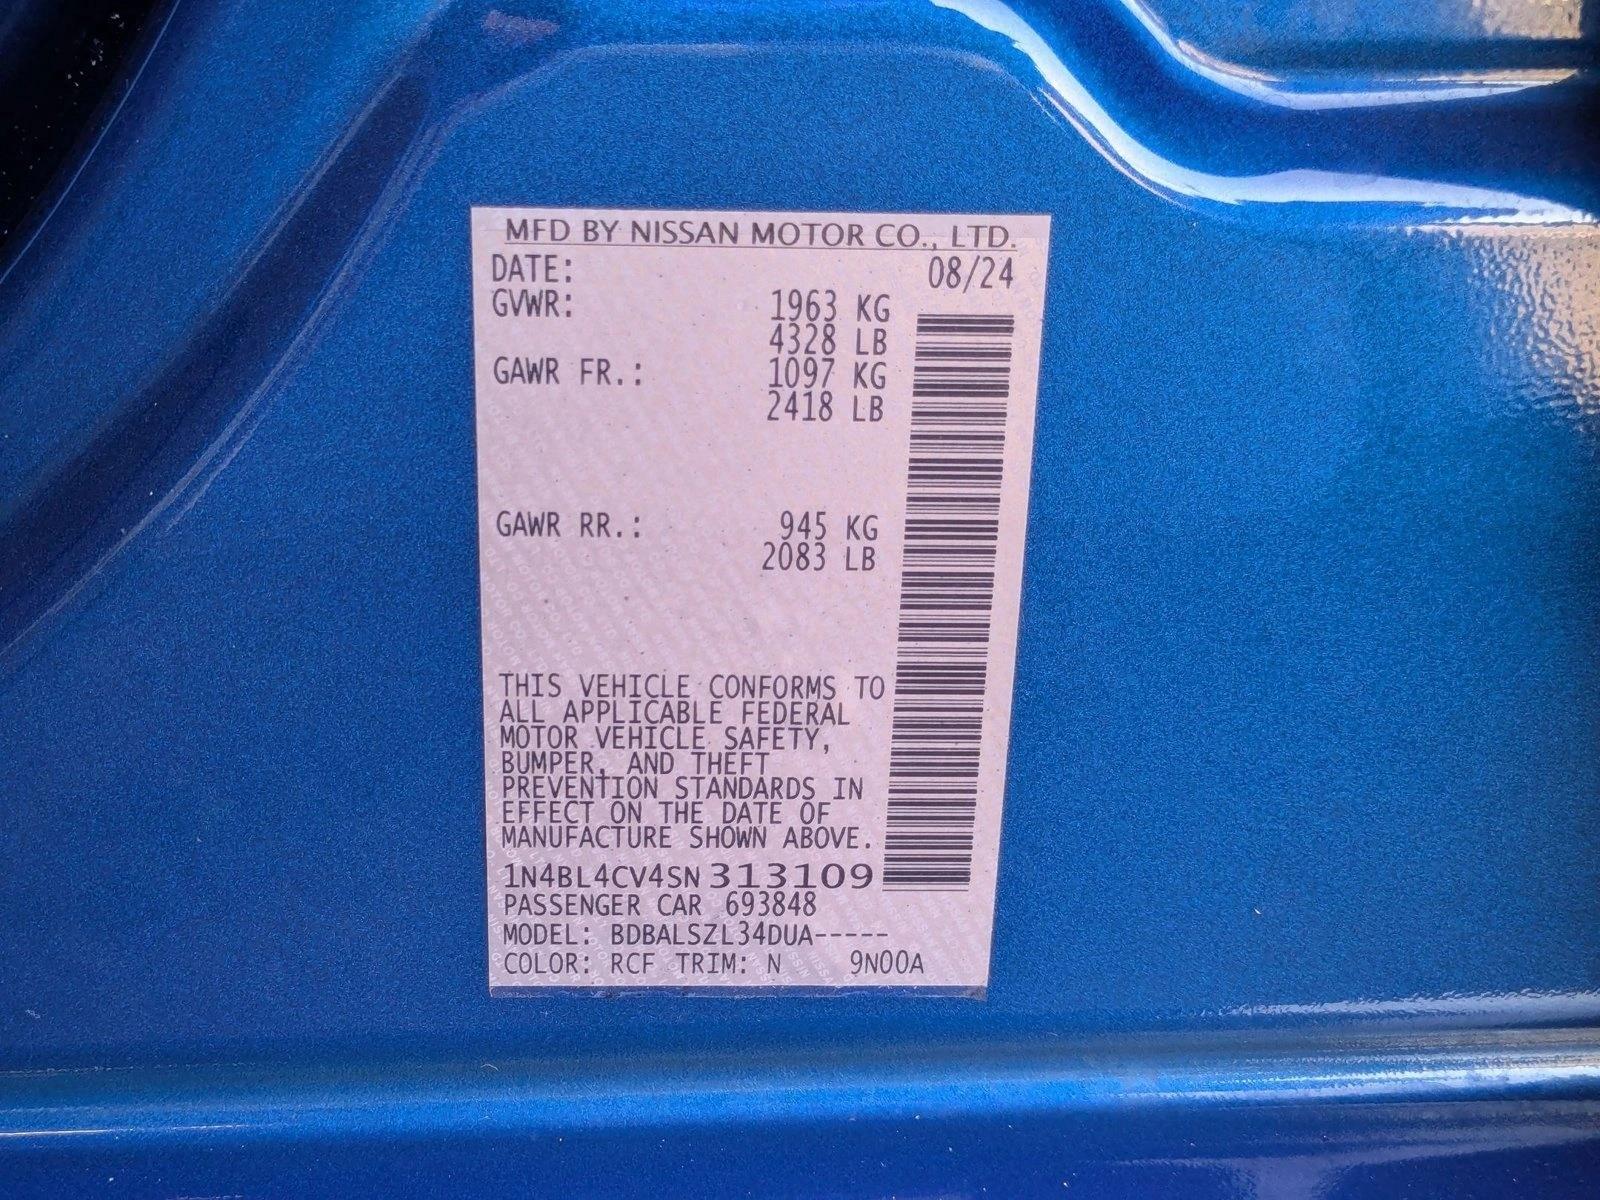 MFD BY NISSAN MOTOR CO., LTD.
DATE: 08/24
GVWR: 1963 KG
4328 LB
GAWR FR.: 1097 KG
2418 LB
GAWR RR.: 945 KG
2083 LB
THIS VEHICLE CONFORMS TO
ALL APPLICABLE FEDERAL
MOTOR VEHICLE SAFETY,
BUMPER, AND THEFT
PREVENTION STANDARDS IN
EFFECT ON THE DATE OF
MANUFACTURE SHOWN ABOVE.
1N4BL4CV4SN313109
PASSENGER CAR 693848
MODEL: BDBALSZL34DUA-----
COLOR: RCF TRIM: N 9N00A